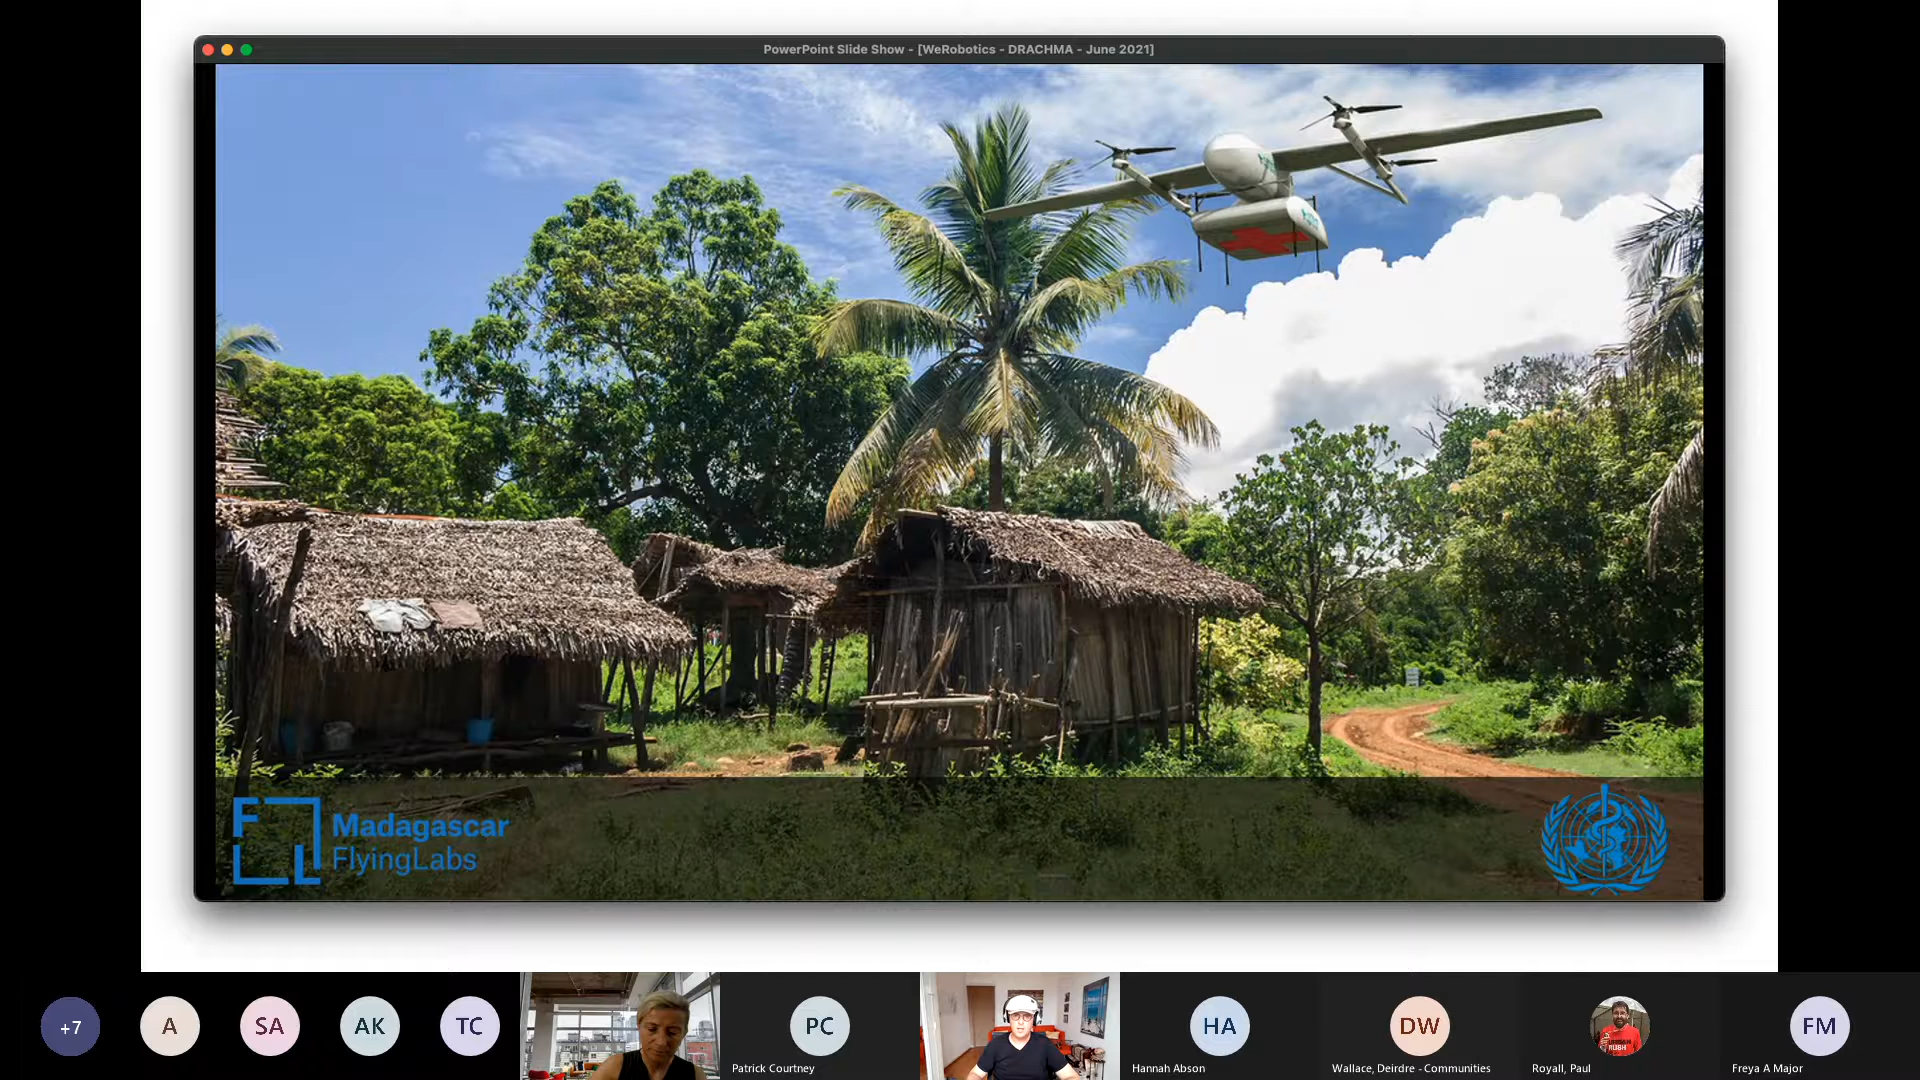 PowerPoint Slide Show - [WeRobotics - DRACHMA - June 2021]
F
L
Madagascar
FlyingLabs
+7
A
SA
AK
TC
PC
Patrick Courtney
HA
Hannah Abson
DW
Wallace, Deirdre - Communities
Royall, Paul
FM
Freya A Major